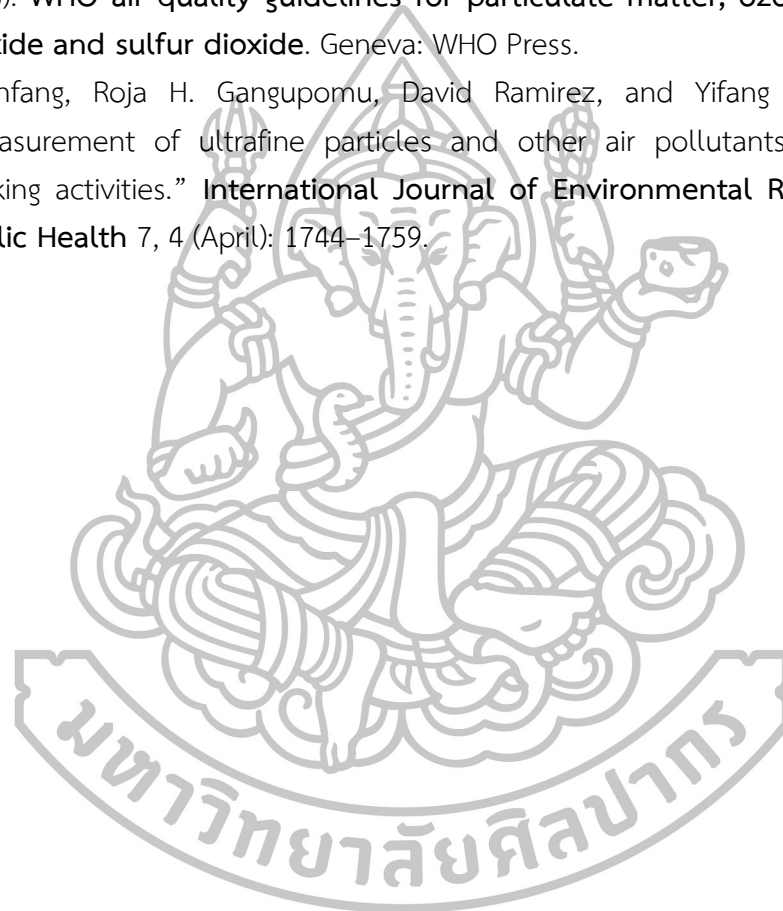 ). WHO air quality guidelines for particulate matter, ozo
xide and sulfur dioxide. Geneva: WHO Press.
nfang, Roja H. Gangupomu, David Ramirez, and Yifang
asurement of ultrafine particles and other air pollutants
king activities.” International Journal of Environmental R
lic Health 7, 4 (April): 1744–1759.
มหาวิทยาลัยศิลปากร